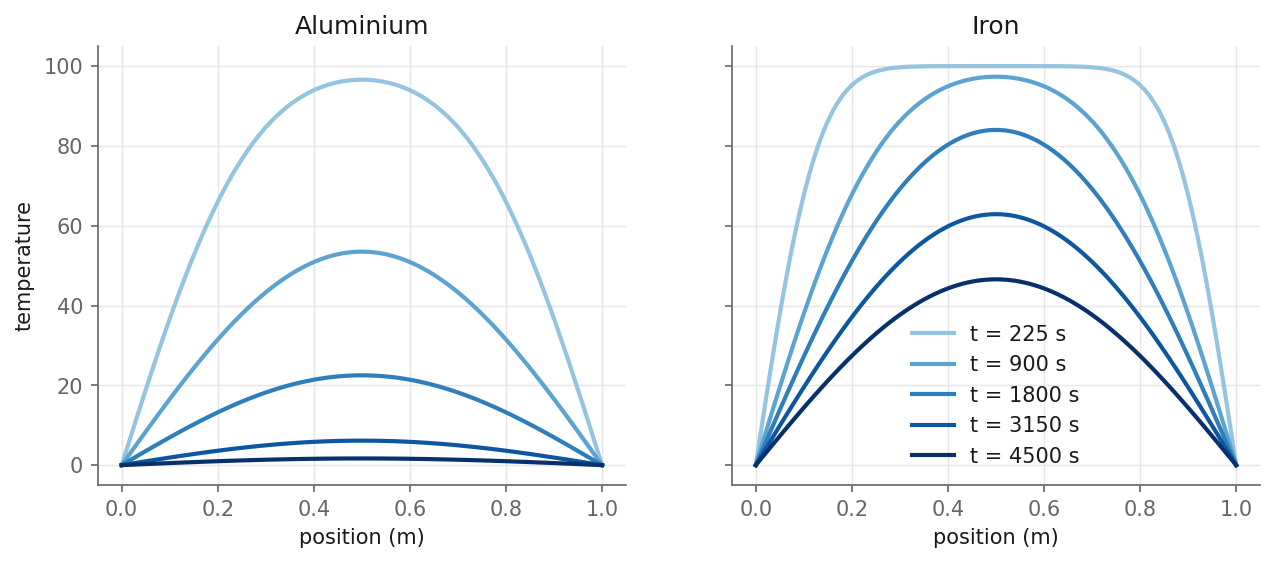 Aluminium
Iron
temperature
100
80
60
40
20
0
0.0 0.2 0.4 0.6 0.8 1.0
position (m)
t = 225 s
t = 900 s
t = 1800 s
t = 3150 s
t = 4500 s
0.0 0.2 0.4 0.6 0.8 1.0
position (m)